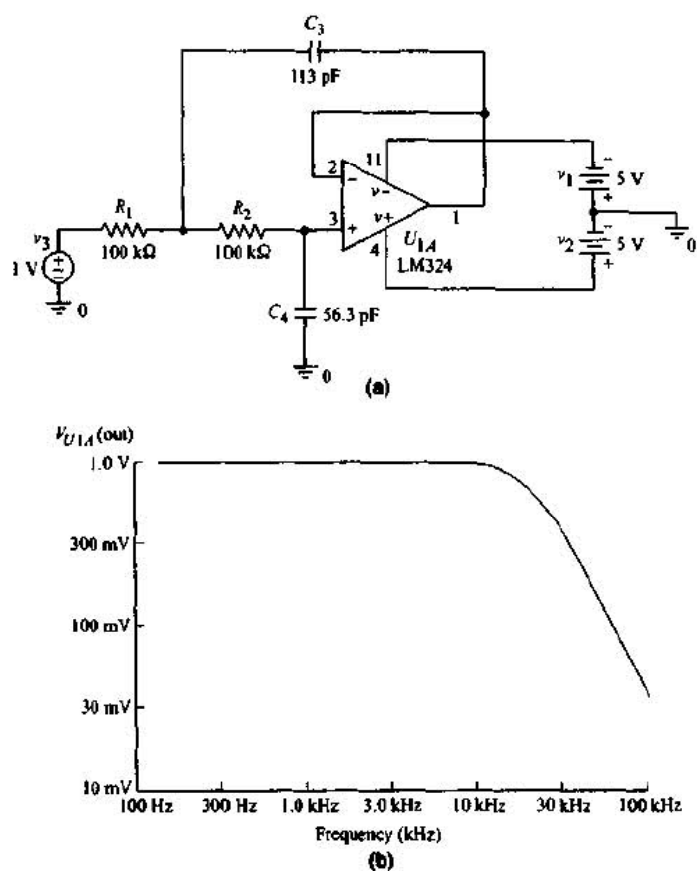 C3
113 pF
2
11
−
v−
v1
−
+
5 V
R1
R2
3
+
v+
4
1
v2
−
+
5 V
0
v3
100 kΩ
100 kΩ
U1A
LM324
1 V
+
−
0
C4
56.3 pF
0
(a)
VU1A(out)
1.0 V
300 mV
100 mV
30 mV
10 mV
100 Hz 300 Hz 1.0 kHz 3.0 kHz 10 kHz 30 kHz 100 kHz
Frequency (kHz)
(b)